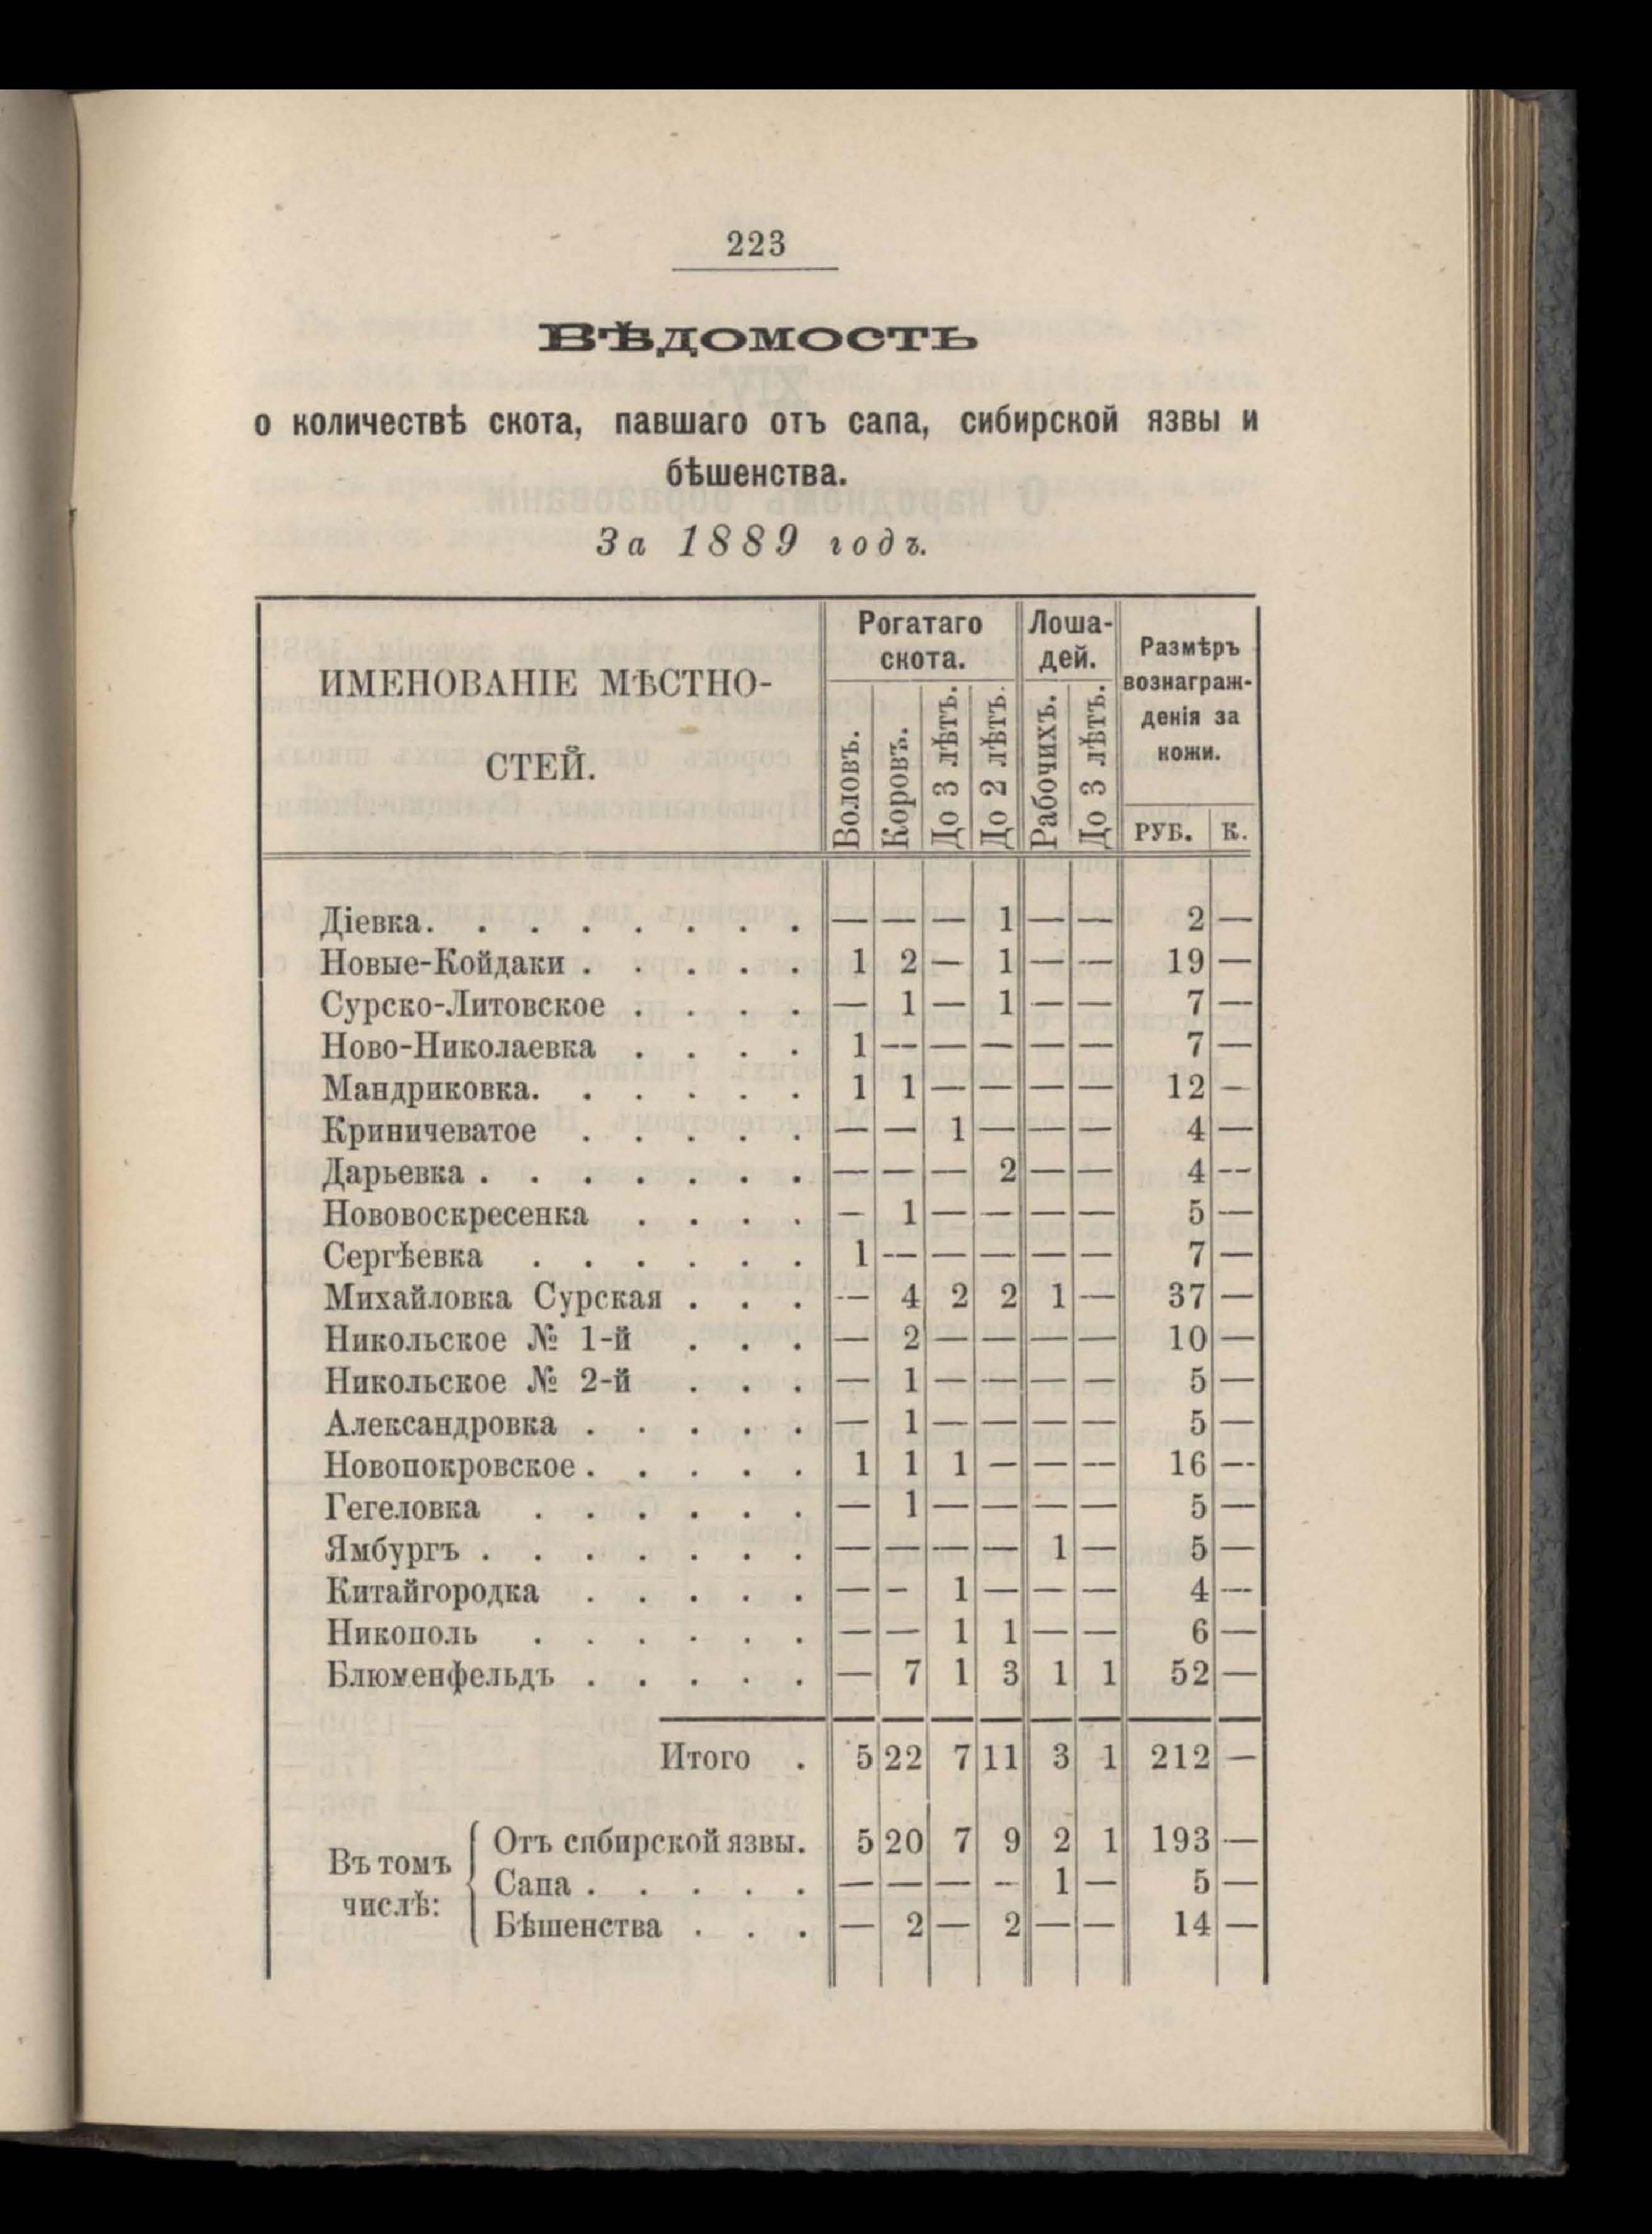 223
ВѢДОМОСТЬ
о количествѣ скота, павшаго отъ сапа, сибирской язвы и
бѣшенства.
За 1889 годъ.
ИМЕНОВАНІЕ МѢСТНО-
СТЕЙ.
Рогатаго
скота.
Лоша-
дей.
Размѣръ
вознаграж-
денія за
кожи.
Воловъ.
Коровъ.
До 3 лѣтъ.
До 2 лѣтъ.
Рабочихъ.
До 3 лѣтъ.
РУБ. К.
Діевка. . . . . . . . — — — 1 — — 2 —
Новые-Койдаки . . . . . 1 2 — 1 — — 19 —
Сурско-Литовское . . . . — 1 — 1 — — 7 —
Ново-Николаевка . . . . 1 — — — — — 7 —
Мандриковка. . . . . . 1 1 — — — — 12 —
Криничеватое . . . . . — — 1 — — — 4 —
Дарьевка . . . . . . . — — — 2 — — 4 —
Нововоскресенка . . . . — 1 — — — — 5 —
Сергѣевка . . . . . . 1 — — — — — 7 —
Михайловка Сурская . . . — 4 2 2 1 — 37 —
Никольское № 1-й . . . — 2 — — — — 10 —
Никольское № 2-й . . . — 1 — — — — 5 —
Александровка . . . . . — 1 — — — — 5 —
Новопокровское . . . . . 1 1 1 — — — 16 —
Гегеловка . . . . . . — 1 — — — — 5 —
Ямбургъ . . . . . . . — — — — 1 — 5 —
Китайгородка . . . . . — — 1 — — — 4 —
Никополь . . . . . . — — 1 1 — — 6 —
Блюменфельдъ . . . . . — 7 1 3 1 1 52 —
Итого . 5 22 7 11 3 1 212 —
Въ томъ
числѣ:
Отъ сибирской язвы. 5 20 7 9 2 1 193 —
Сапа . . . . . — — — — 1 — 5 —
Бѣшенства . . . — 2 — 2 — — 14 —